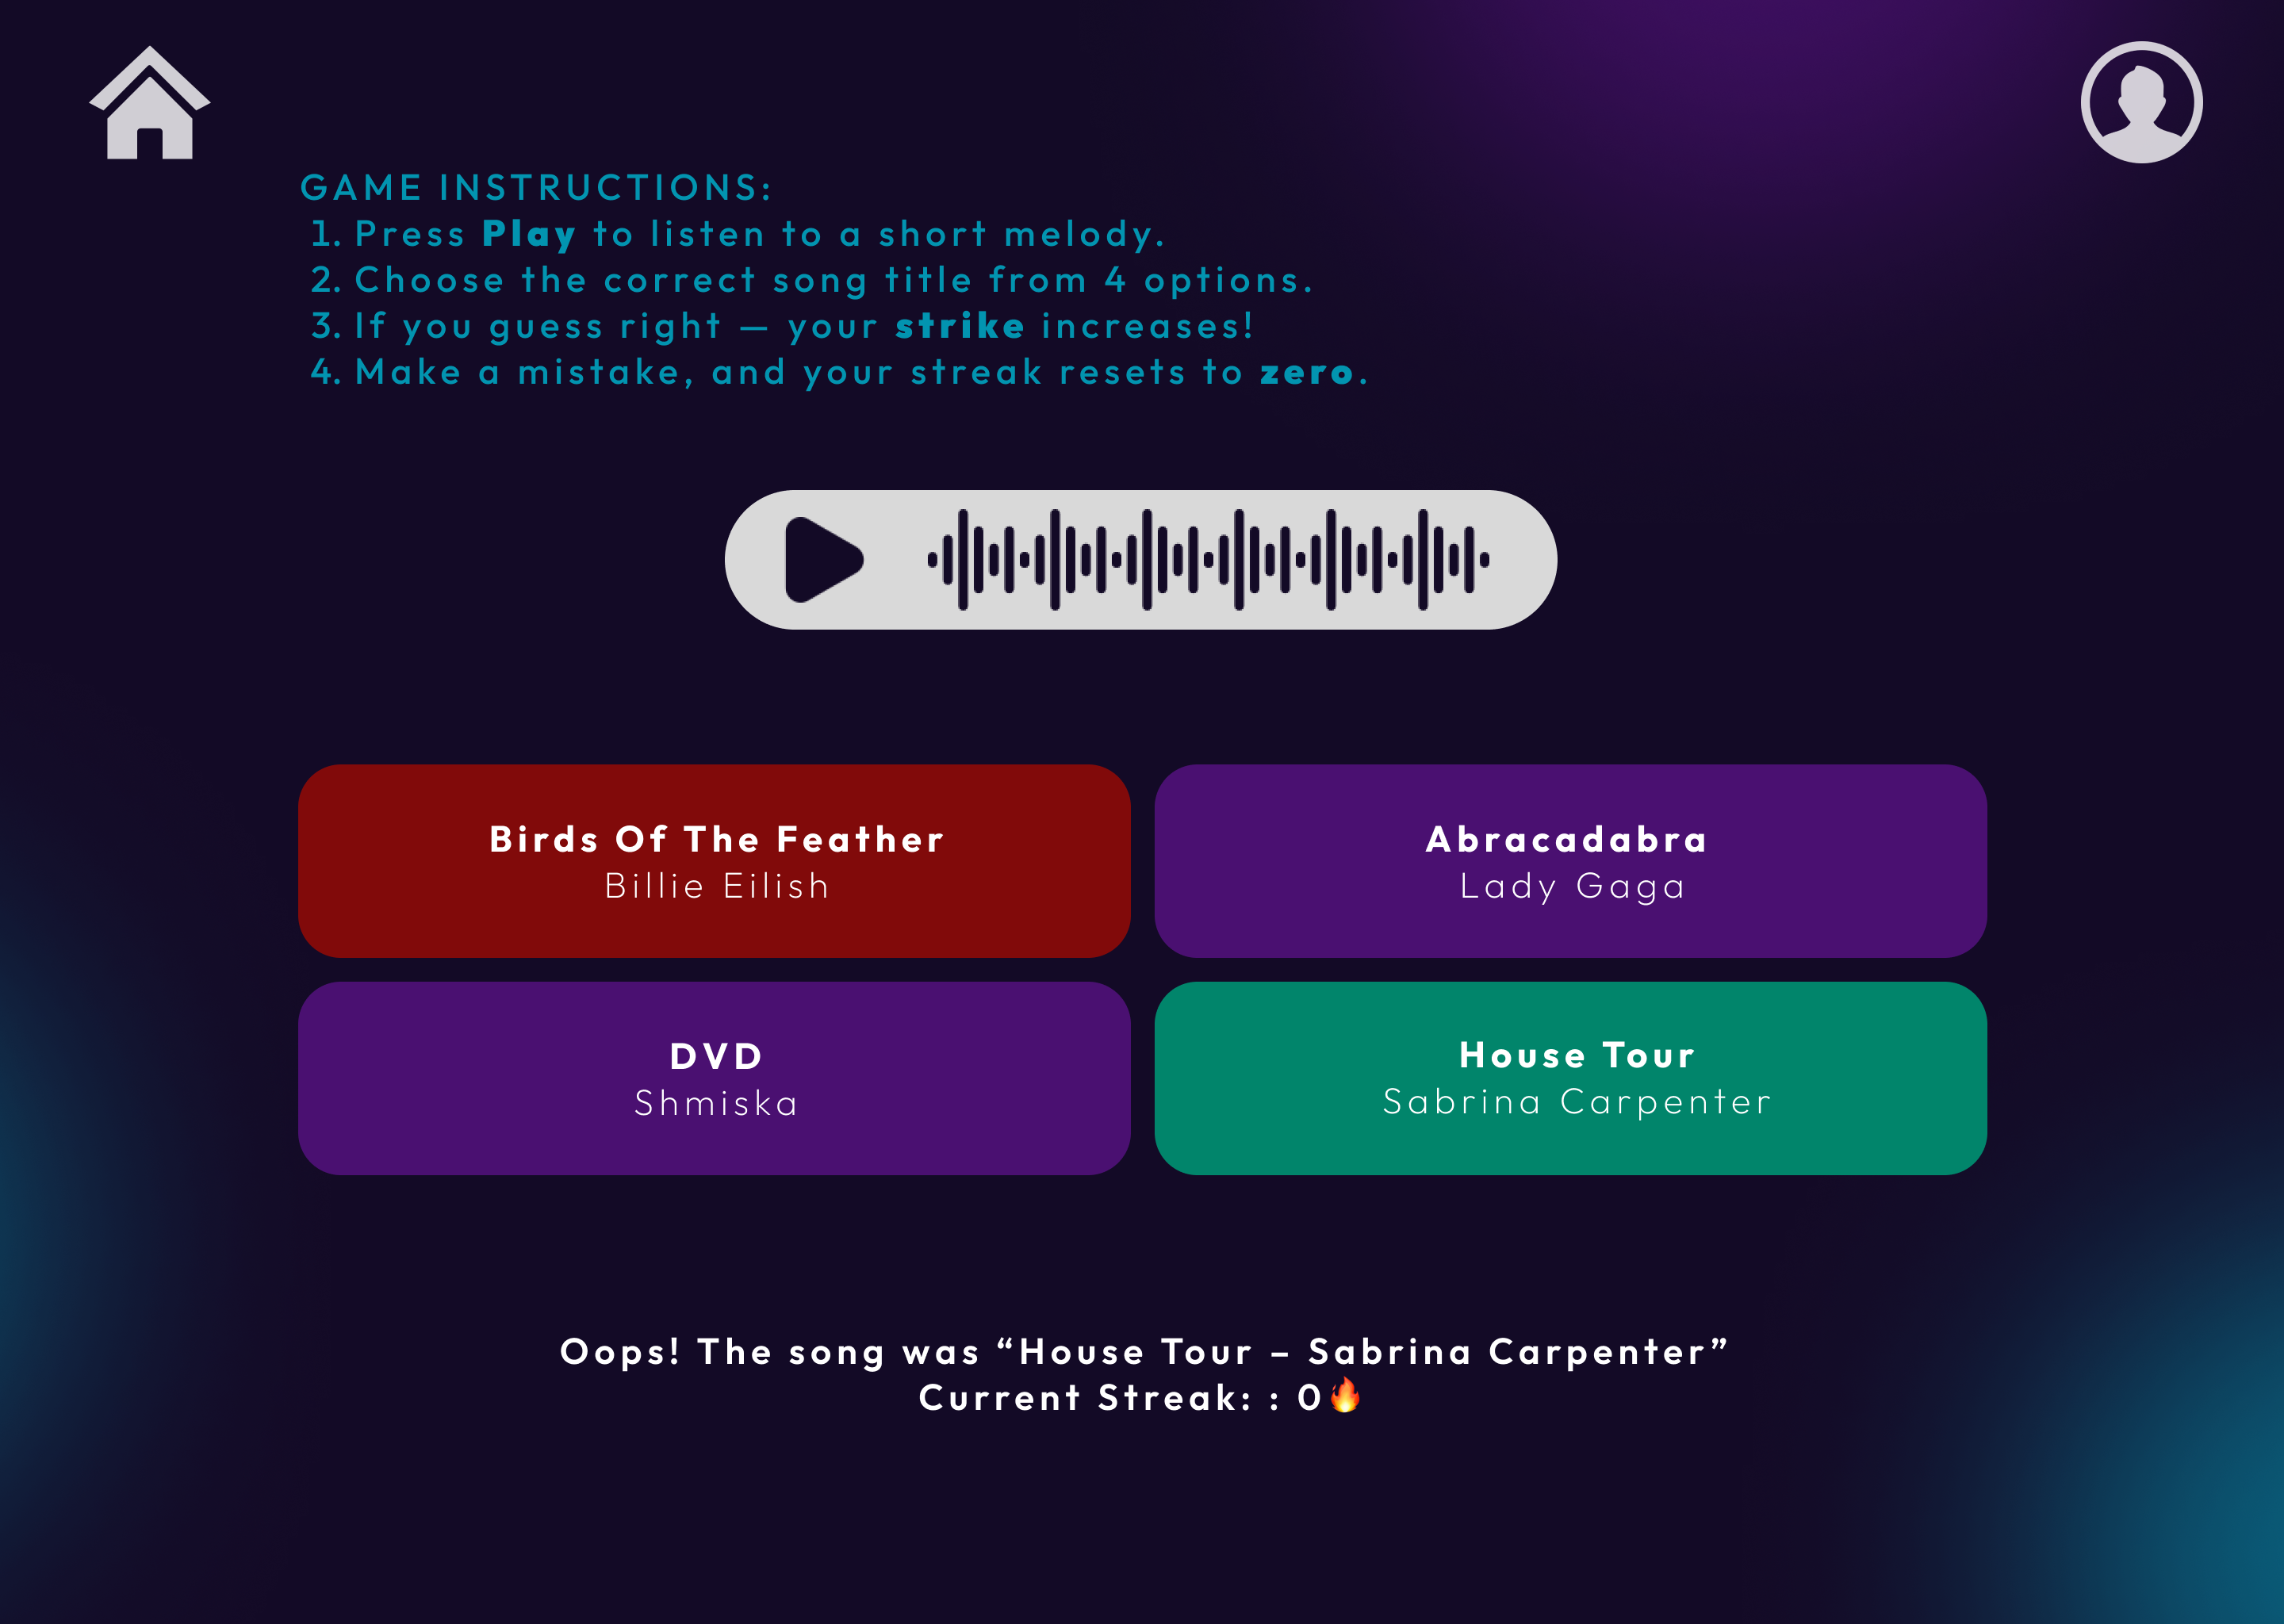 GAME INSTRUCTIONS:
1. Press Play to listen to a short melody.
2. Choose the correct song title from 4 options.
3. If you guess right — your strike increases!
4. Make a mistake, and your streak resets to zero.
Birds Of The Feather
Billie Eilish
Abracadabra
Lady Gaga
DVD
Shmiska
House Tour
Sabrina Carpenter
Oops! The song was “House Tour – Sabrina Carpenter”
Current Streak: : 0🔥